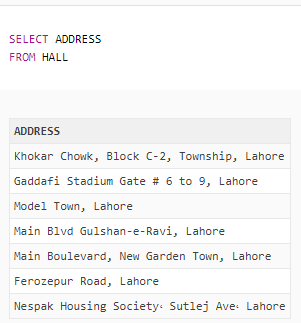 SELECT ADDRESS
FROM HALL
ADDRESS
Khokar Chowk, Block C-2, Township, Lahore
Gaddafi Stadium Gate # 6 to 9, Lahore
Model Town, Lahore
Main Blvd Gulshan-e-Ravi, Lahore
Main Boulevard, New Garden Town, Lahore
Ferozepur Road, Lahore
Nespak Housing Society، Sutlej Ave، Lahore